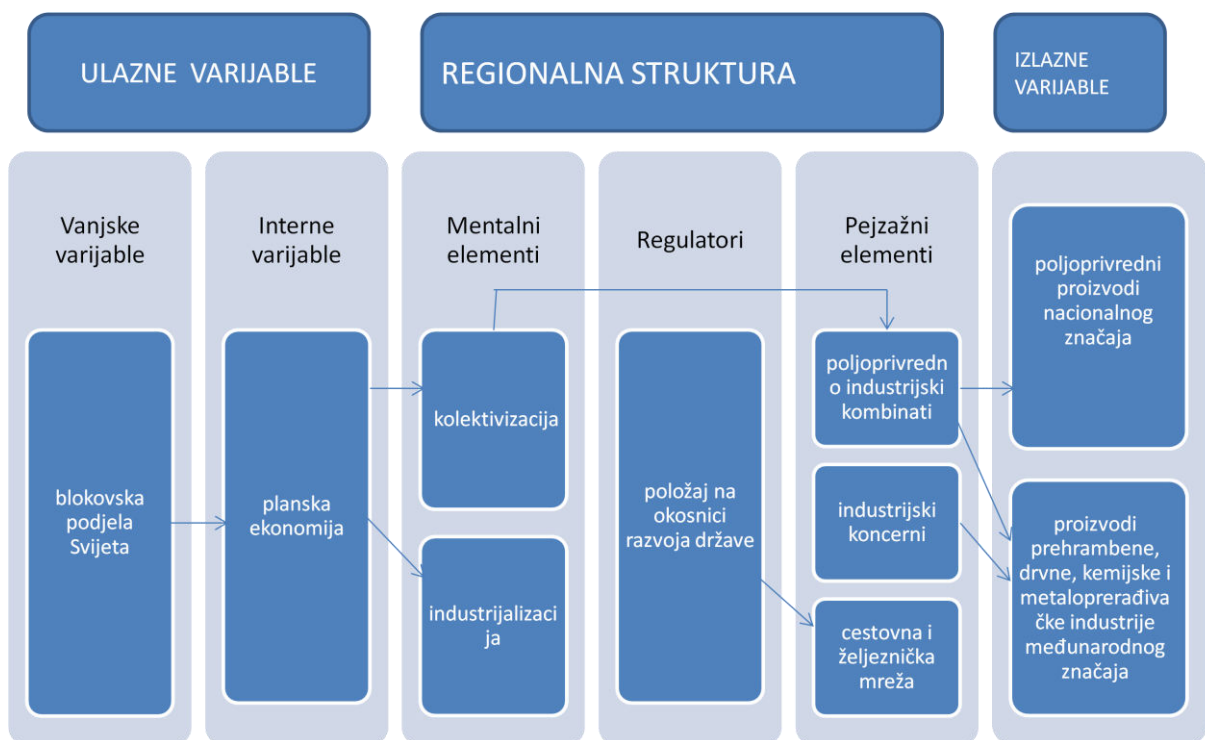 ULAZNE VARIJABLE
REGIONALNA STRUKTURA
IZLAZNE
VARIJABLE
Vanjske
varijable
Interne
varijable
Mentalni
elementi
Regulatori
Pejzažni
elementi
blokovska
podjela
Svijeta
planska
ekonomija
kolektivizacija
industrijalizaci
ja
položaj na
okosnici
razvoja države
poljoprivredn
o industrijski
kombinati
industrijski
koncerni
cestovna i
željeznička
mreža
poljoprivredni
proizvodi
nacionalnog
značaja
proizvodi
prehrambene,
drvne, kemijske i
metaloprerađiva
čke industrije
međunarodnog
značaja